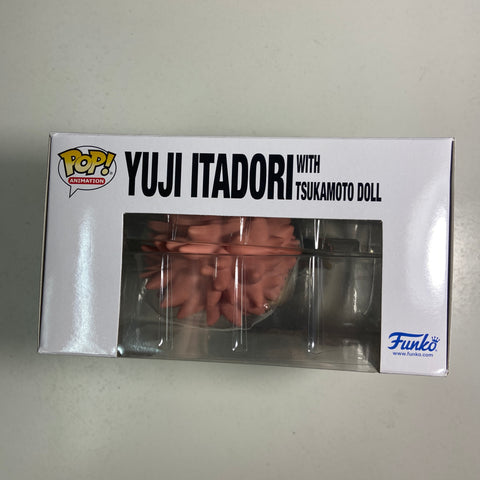 POP!
ANIMATION
YUJI ITADORI WITH
TSUKAMOTO DOLL
Funko
www.funko.com